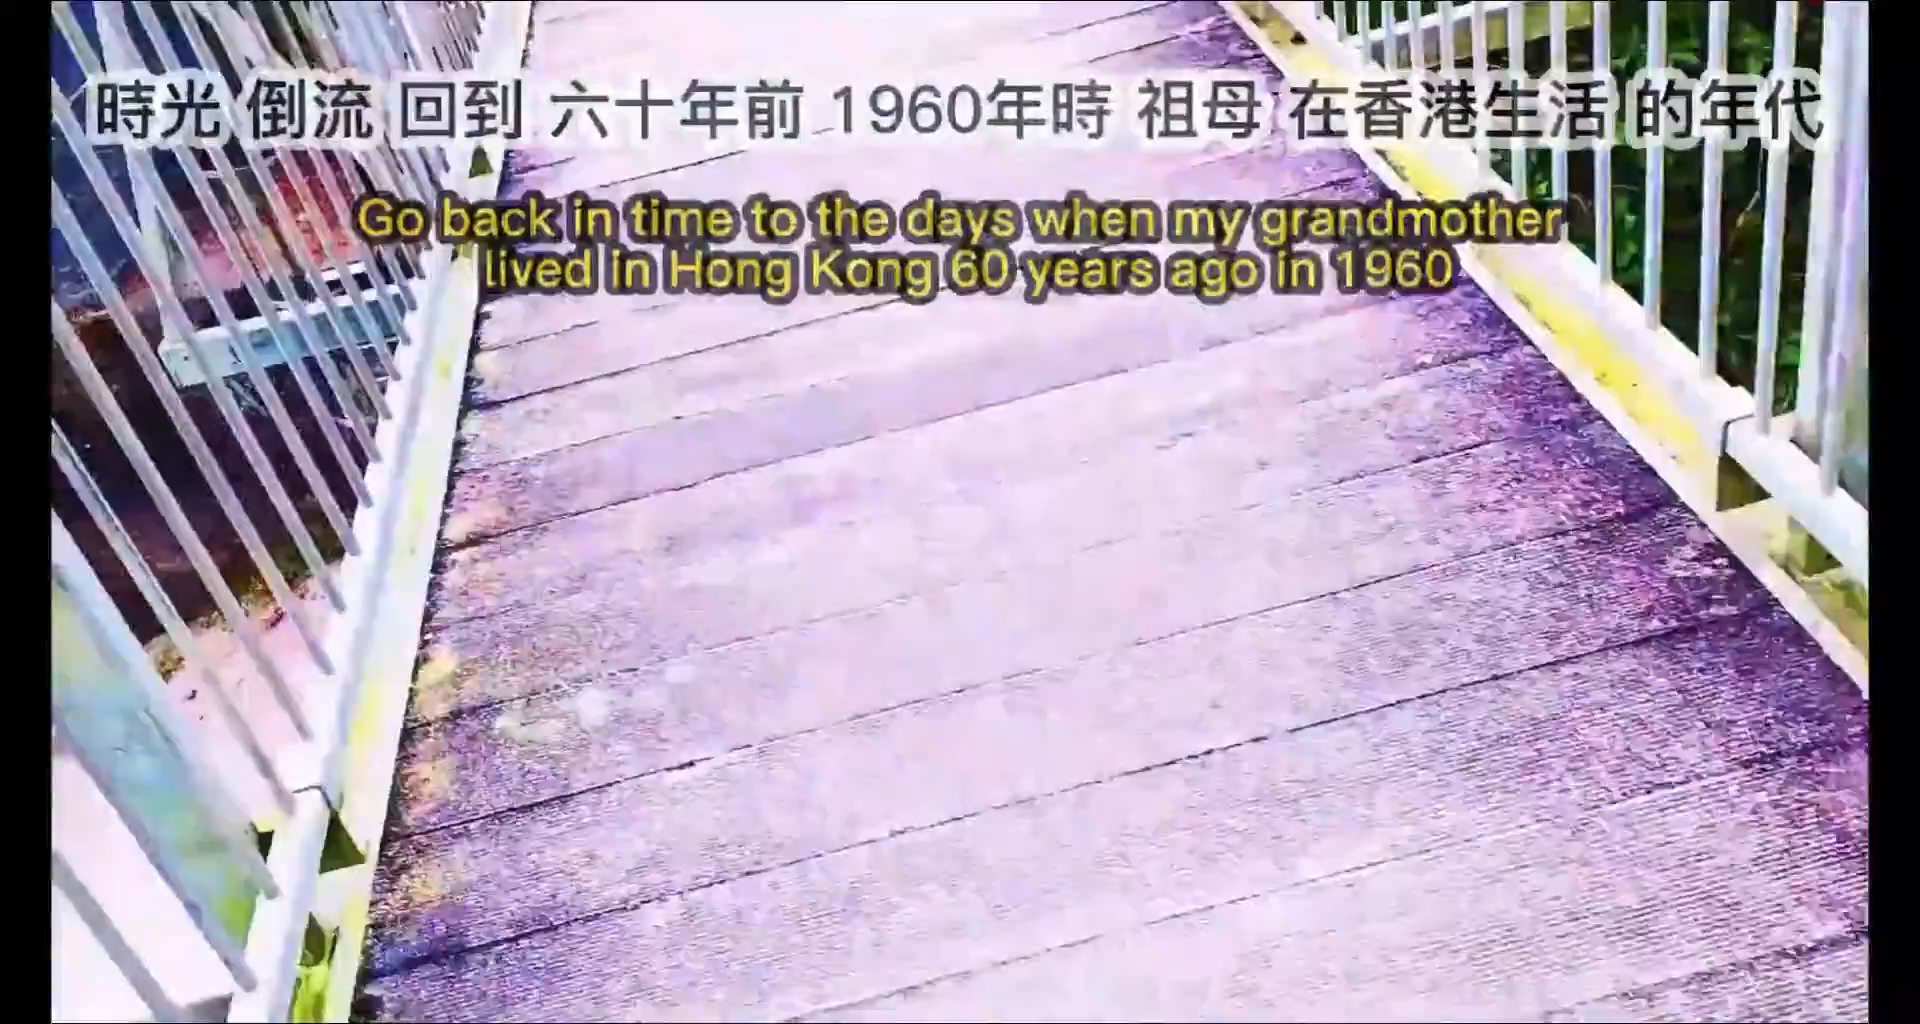 時光 倒流 回到 六十年前 1960年時 祖母 在香港生活 的年代
Go back in time to the days when my grandmother
lived in Hong Kong 60 years ago in 1960